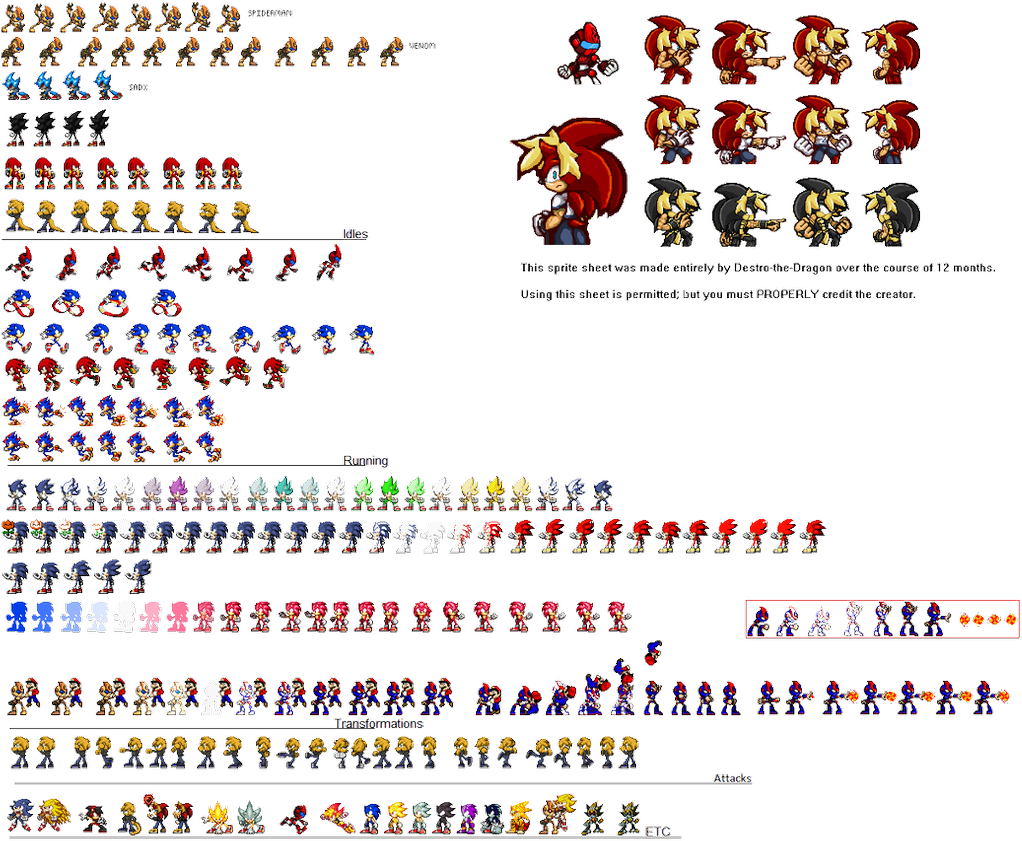 SPIDERMAN
VENOM
SADX
Idles
This sprite sheet was made entirely by Destro-the-Dragon over the course of 12 months.
Using this sheet is permitted; but you must PROPERLY credit the creator.
Running
Transformations
Attacks
ETC